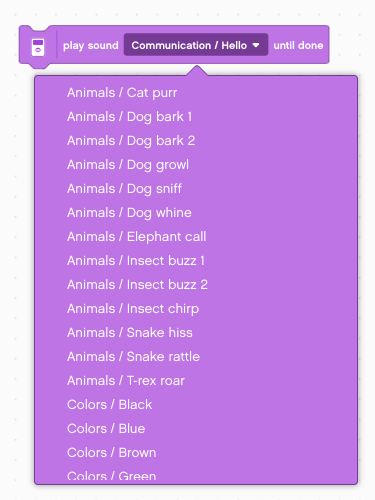 play sound Communication / Hello until done
Animals / Cat purr
Animals / Dog bark 1
Animals / Dog bark 2
Animals / Dog growl
Animals / Dog sniff
Animals / Dog whine
Animals / Elephant call
Animals / Insect buzz 1
Animals / Insect buzz 2
Animals / Insect chirp
Animals / Snake hiss
Animals / Snake rattle
Animals / T-rex roar
Colors / Black
Colors / Blue
Colors / Brown
Colors / Green